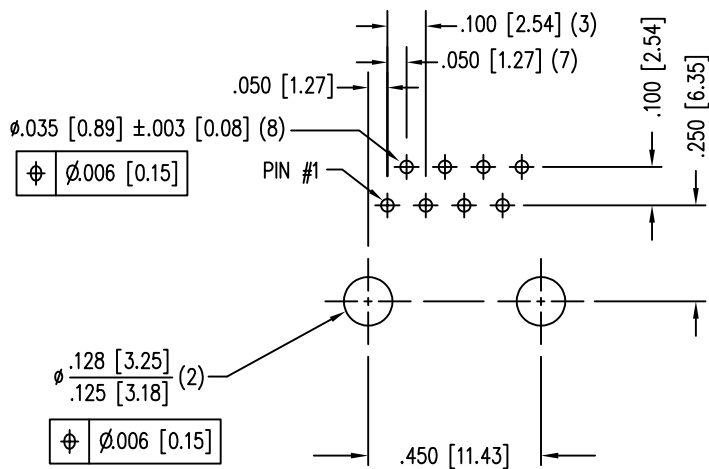 .100 [2.54] (3)
.050 [1.27] (7)
.050 [1.27]
.100 [2.54]
.250 [6.35]
ø.035 [0.89] ±.003 [0.08] (8)
⌖ Ø.006 [0.15]
PIN #1
ø .128 [3.25]
.125 [3.18] (2)
⌖ Ø.006 [0.15]
.450 [11.43]